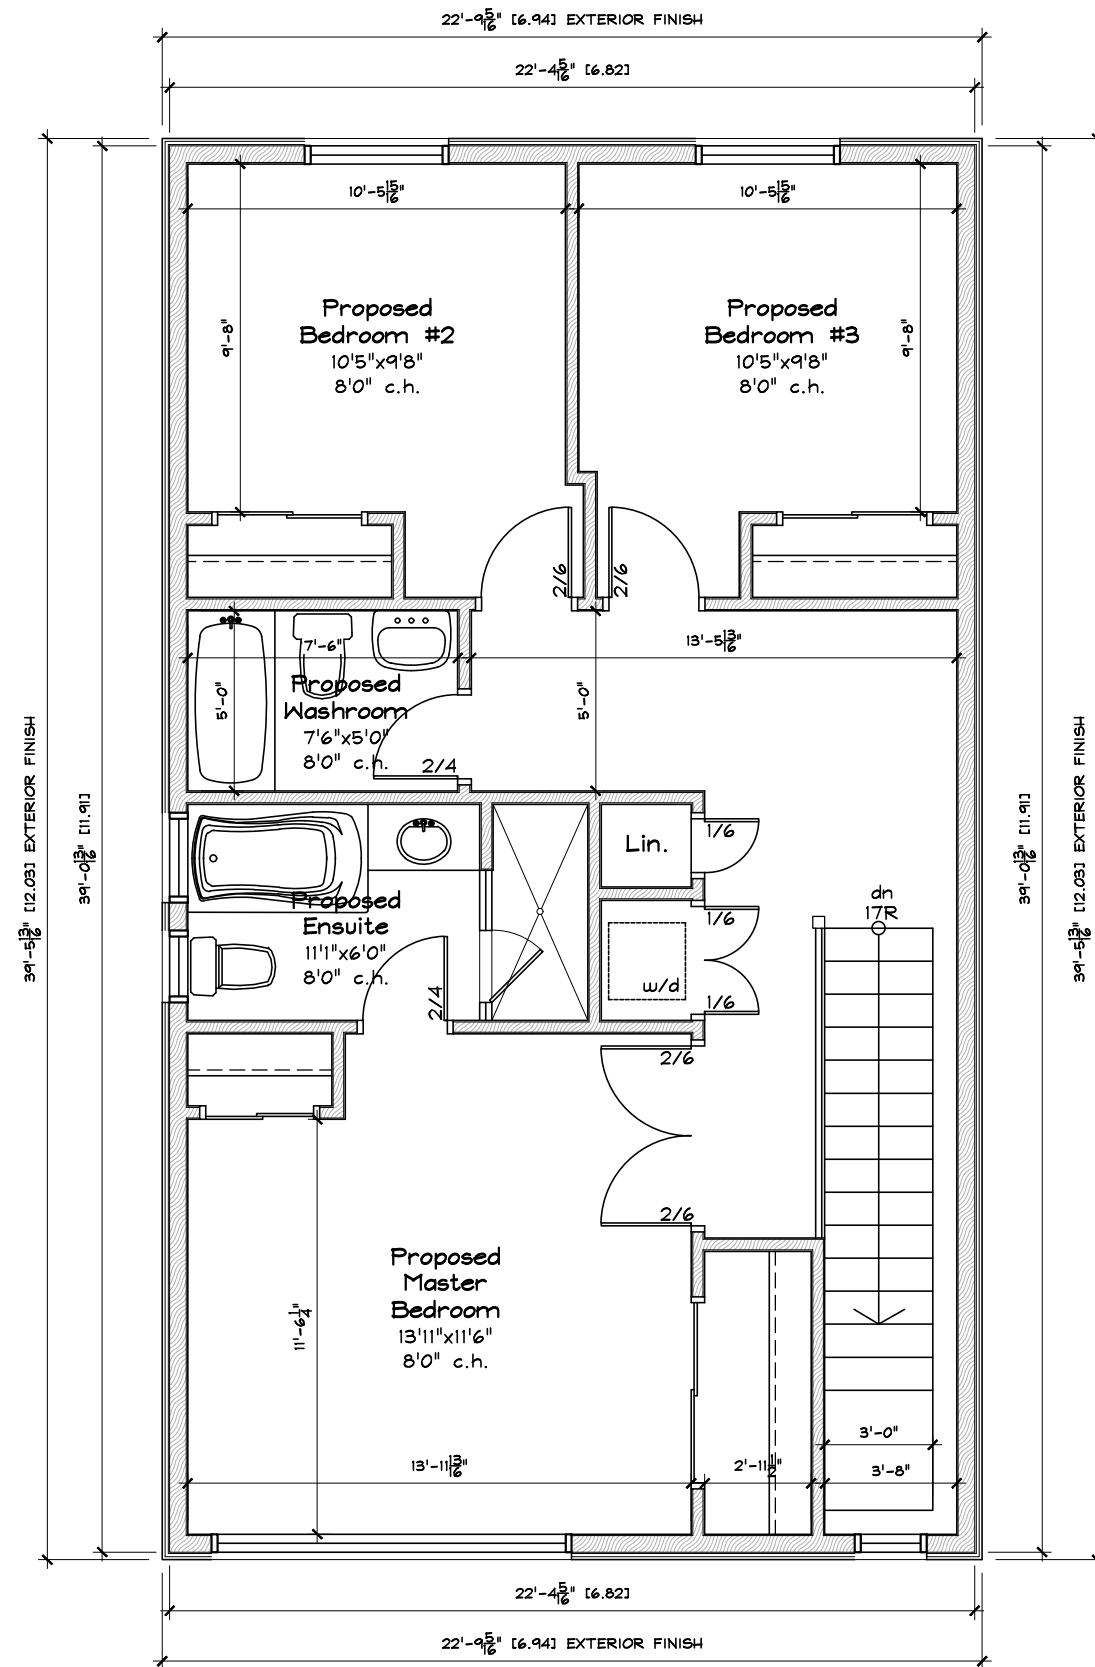 22'-9 5/16" [6.94] EXTERIOR FINISH
22'-4 5/16" [6.82]
10'-5 15/16"
10'-5 15/16"
9'-8"
Proposed
Bedroom #2
10'5"x9'8"
8'0" c.h.
Proposed
Bedroom #3
10'5"x9'8"
8'0" c.h.
9'-8"
2/6
2/6
7'-6"
13'-5 13/16"
5'-0"
Proposed
Washroom
7'6"x5'0"
8'0" c.h.
2/4
5'-0"
39'-5 13/16" [12.03] EXTERIOR FINISH
39'-0 13/16" [11.91]
39'-0 13/16" [11.91]
39'-5 13/16" [12.03] EXTERIOR FINISH
Lin.
1/6
Proposed
Ensuite
11'1"x6'0"
8'0" c.h.
2/4
w/d
1/6
1/6
dn
17R
2/6
2/6
Proposed
Master
Bedroom
13'11"x11'6"
8'0" c.h.
11'-6 1/4"
13'-11 13/16"
2'-11 1/2"
3'-0"
3'-8"
22'-4 5/16" [6.82]
22'-9 5/16" [6.94] EXTERIOR FINISH